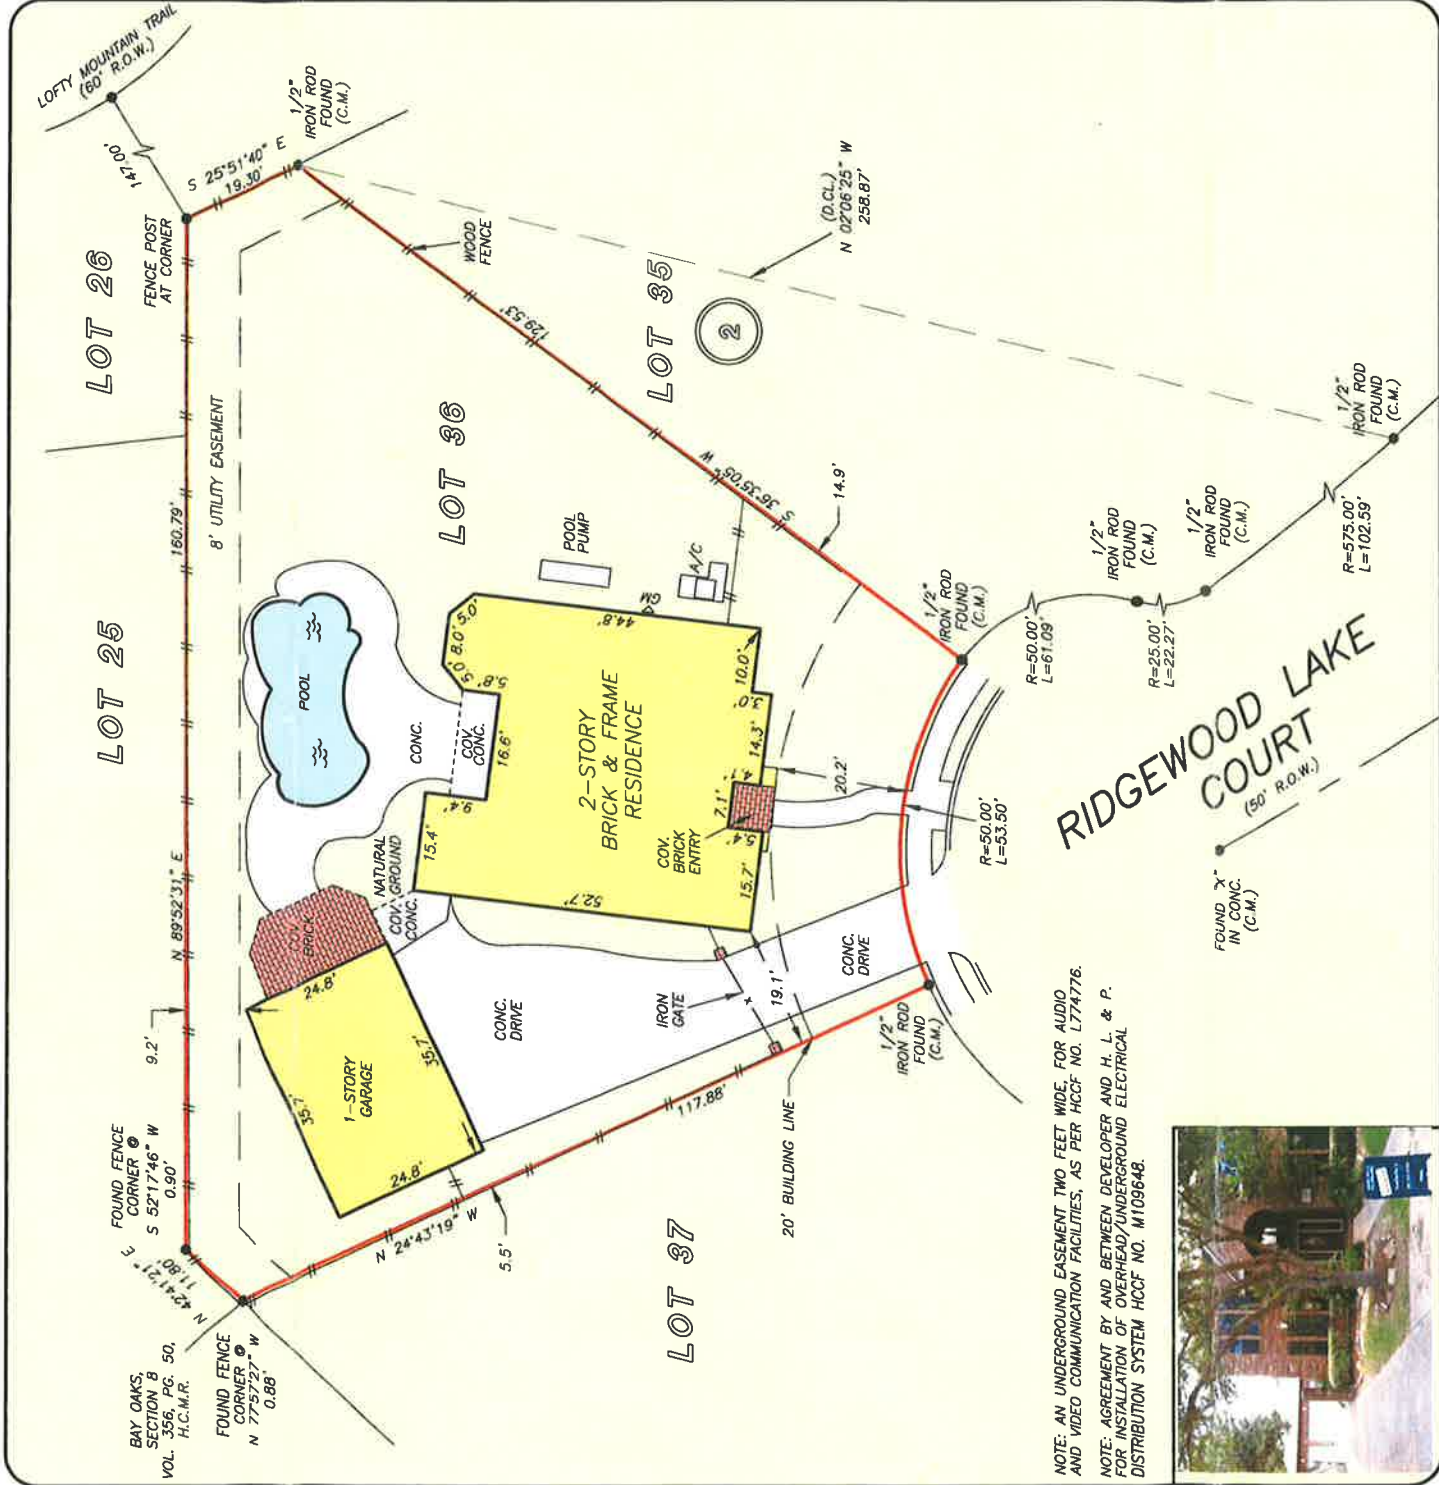 LOFTY MOUNTAIN TRAIL
(60' R.O.W.)
147.00'
S 25°51'40" E
19.30'
1/2"
IRON ROD
FOUND
(C.M.)
FENCE POST
AT CORNER
LOT 26
LOT 25
160.79'
N 89°52'31" E
8' UTILITY EASEMENT
9.2'
FOUND FENCE
CORNER @
S 52°17'46" W
0.90'
N 42°41'21" E
11.80'
BAY OAKS,
SECTION 8
VOL. 356, PG. 50,
H.C.M.R.
FOUND FENCE
CORNER @
N 77°57'27" W
0.88'
WOOD
FENCE
129.53'
S 36°35'05" W
14.9'
(D.CL.)
N 02°06'25" W
258.87'
LOT 35
2
LOT 36
POOL
CONC.
COV.
CONC.
POOL
PUMP
A/C
GM
44.8'
5.0'
8.0'
5.0'
5.8'
16.6'
9.4'
15.4'
52.7'
15.7'
5.4'
7.1'
4.1'
14.3'
3.0'
10.0'
2-STORY
BRICK & FRAME
RESIDENCE
COV.
BRICK
ENTRY
NATURAL
GROUND
COV.
CONC.
COV.
BRICK
24.8'
35.7'
1-STORY
GARAGE
35.7'
24.8'
CONC.
DRIVE
IRON
GATE
19.1'
CONC.
DRIVE
20.2'
R=50.00'
L=53.50'
1/2"
IRON ROD
FOUND
(C.M.)
N 24°43'19" W
117.88'
5.5'
LOT 37
20' BUILDING LINE
1/2"
IRON ROD
FOUND
(C.M.)
R=50.00'
L=61.09'
1/2"
IRON ROD
FOUND
(C.M.)
R=25.00'
L=22.27'
1/2"
IRON ROD
FOUND
(C.M.)
R=575.00'
L=102.59'
1/2"
IRON ROD
FOUND
(C.M.)
RIDGEWOOD LAKE
COURT
(50' R.O.W.)
FOUND "X"
IN CONC.
(C.M.)
NOTE: AN UNDERGROUND EASEMENT TWO FEET WIDE, FOR AUDIO
AND VIDEO COMMUNICATION FACILITIES, AS PER HCCF NO. L774776.
NOTE: AGREEMENT BY AND BETWEEN DEVELOPER AND H. L. & P.
FOR INSTALLATION OF OVERHEAD/UNDERGROUND ELECTRICAL
DISTRIBUTION SYSTEM HCCF NO. M109648.